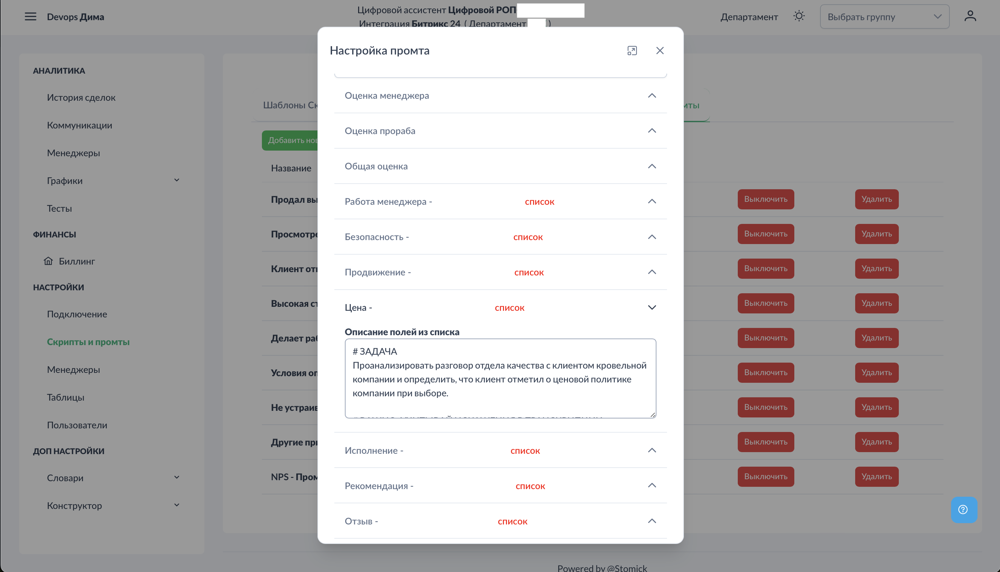 Devops Дима
Цифровой ассистент Цифровой РОП
Интеграция Битрикс 24 ( Департамент )
Департамент
Выбрать группу
АНАЛИТИКА
История сделок
Коммуникации
Менеджеры
Графики
Тесты
ФИНАНСЫ
Биллинг
НАСТРОЙКИ
Подключение
Скрипты и промты
Менеджеры
Таблицы
Пользователи
ДОП НАСТРОЙКИ
Словари
Конструктор
Шаблоны Ск
мты
Добавить нов
Название
Продал вы
Выключить
Удалить
Просмотре
Выключить
Удалить
Клиент от
Выключить
Удалить
Высокая ст
Выключить
Удалить
Делает раб
Выключить
Удалить
Условия оп
Выключить
Удалить
Не устраив
Выключить
Удалить
Другие при
Выключить
Удалить
NPS - Пром
Выключить
Удалить
Настройка промта
Оценка менеджера
Оценка прораба
Общая оценка
Работа менеджера - список
Безопасность - список
Продвижение - список
Цена - список
Описание полей из списка
# ЗАДАЧА
Проанализировать разговор отдела качества с клиентом кровельной
компании и определить, что клиент отметил о ценовой политике
компании при выборе.
Исполнение - список
Рекомендация - список
Отзыв - список
Powered by @Stomick